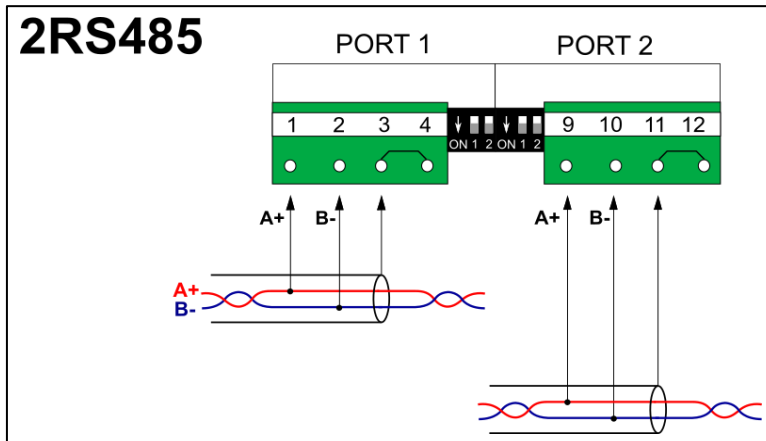 2RS485
PORT 1 PORT 2
1 2 3 4 9 10 11 12
ON 1 2 ON 1 2
A+ B- A+ B-
A+
B-